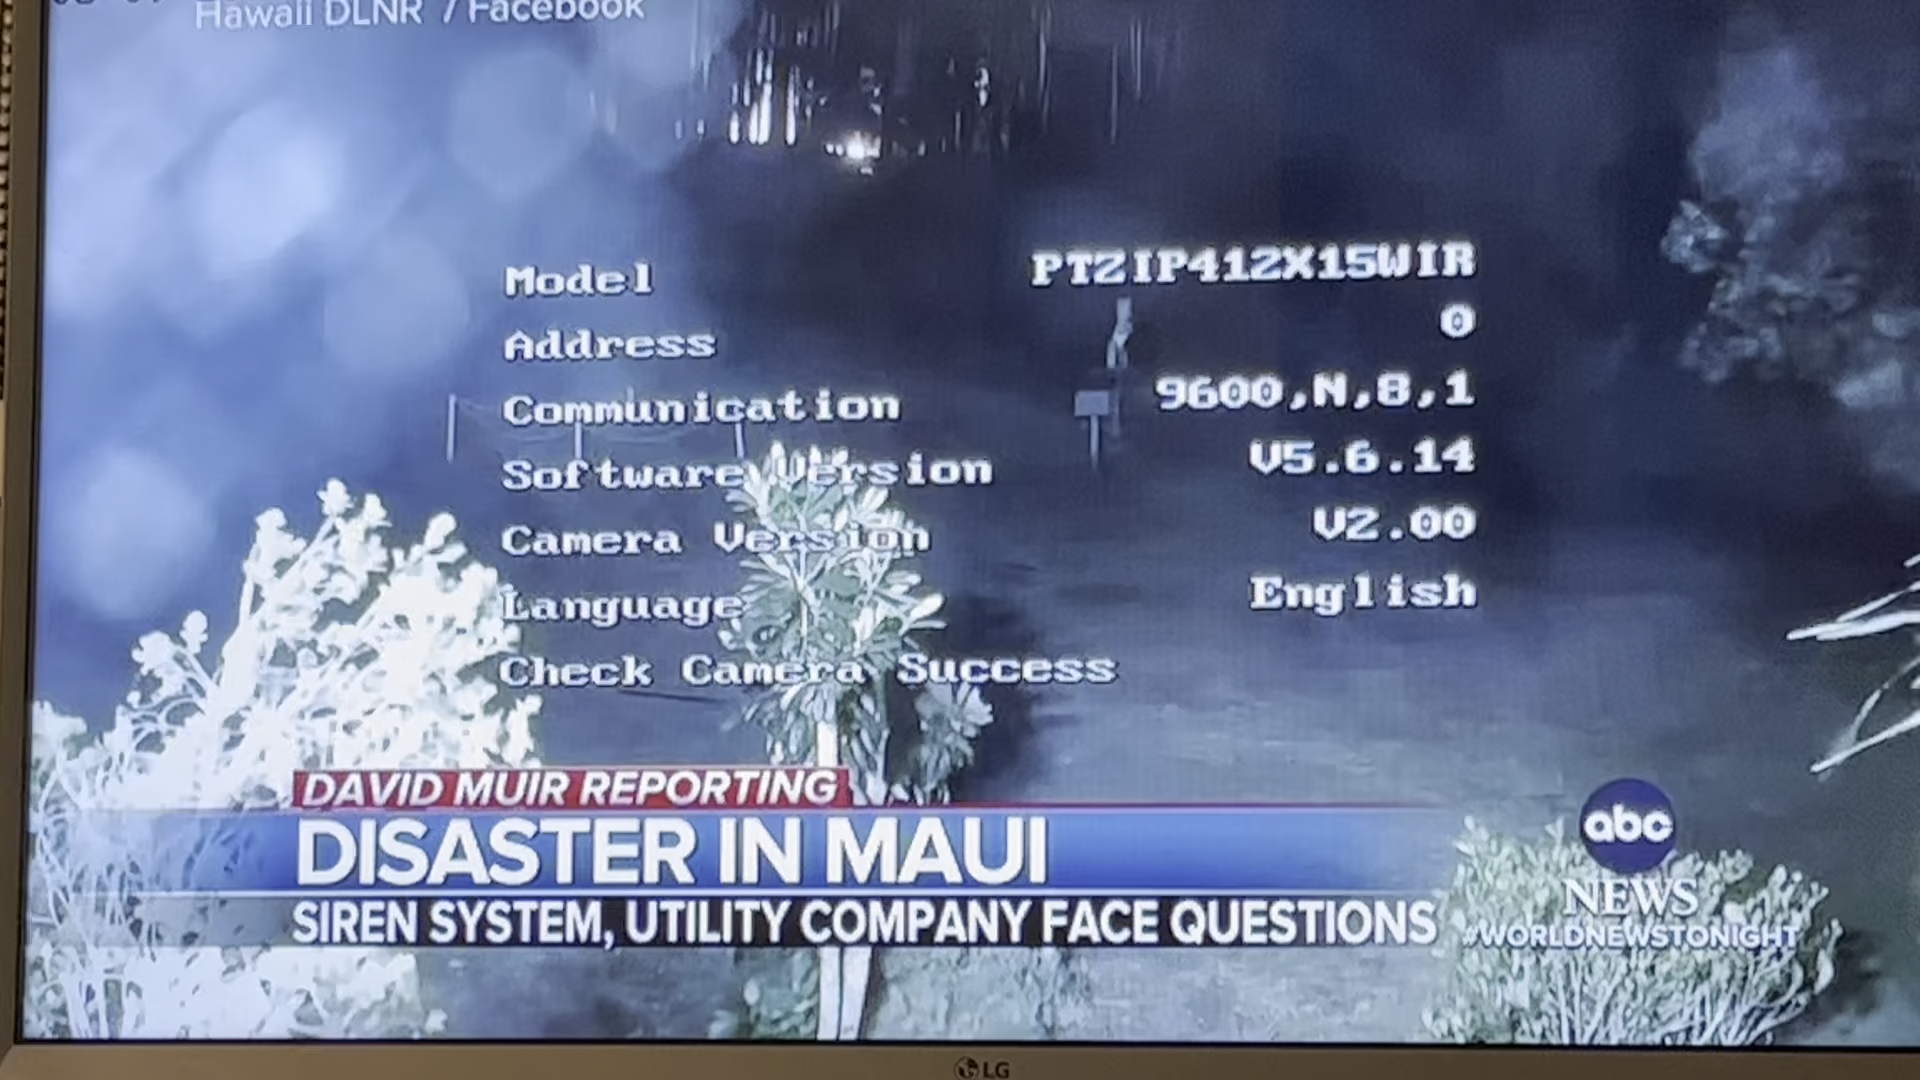 Hawaii DLNR / Facebook
Model PTZIP412X15WIR
Address 0
Communication 9600,N,8,1
Software Version V5.6.14
Camera Version V2.00
Language English
Check Camera Success
DAVID MUIR REPORTING
DISASTER IN MAUI
SIREN SYSTEM, UTILITY COMPANY FACE QUESTIONS
abc
NEWS
#WORLDNEWSTONIGHT
LG